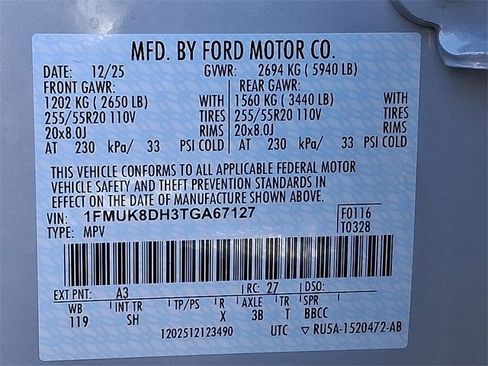 MFD. BY FORD MOTOR CO.
DATE: 12/25 GVWR: 2694 KG ( 5940 LB)
FRONT GAWR: REAR GAWR:
1202 KG ( 2650 LB) WITH 1560 KG ( 3440 LB) WITH
255/55R20 110V TIRES 255/55R20 110V TIRES
20x8.0J RIMS 20x8.0J RIMS
AT 230 kPa/ 33 PSI COLD AT 230 kPa/ 33 PSI COLD
THIS VEHICLE CONFORMS TO ALL APPLICABLE FEDERAL MOTOR
VEHICLE SAFETY AND THEFT PREVENTION STANDARDS IN
EFFECT ON THE DATE OF MANUFACTURE SHOWN ABOVE.
VIN: 1FMUK8DH3TGA67127 F0116
TYPE: MPV T0328
EXT PNT: A3 RC: 27 DSO:
WB INT TR TP/PS R AXLE TR SPR
119 SH X 3B T BBCC
1202512123490 UTC ▽ RU5A-1520472-AB